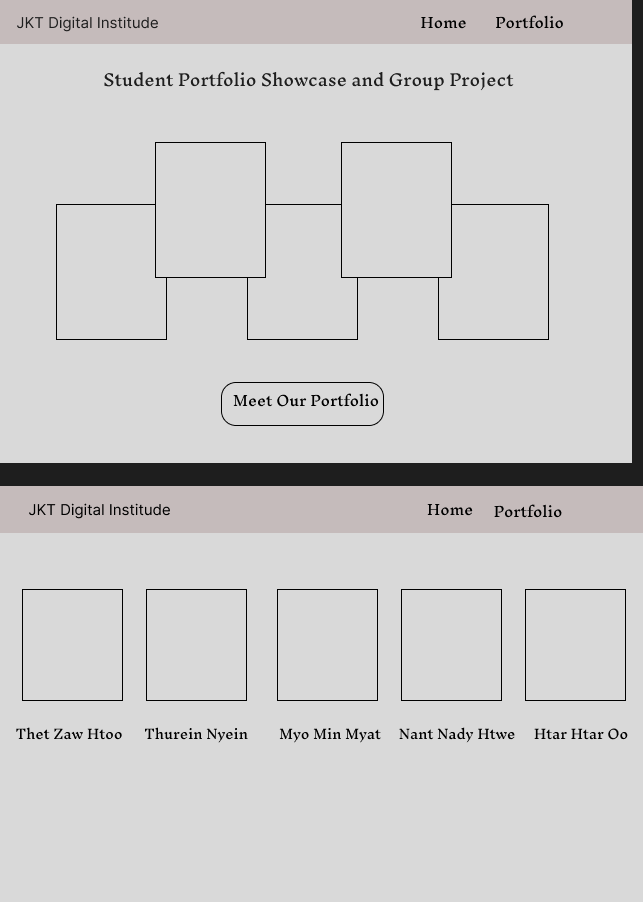 JKT Digital Institude
Home Portfolio
Student Portfolio Showcase and Group Project
Meet Our Portfolio
JKT Digital Institude
Home Portfolio
Thet Zaw Htoo Thurein Nyein Myo Min Myat Nant Nady Htwe Htar Htar Oo